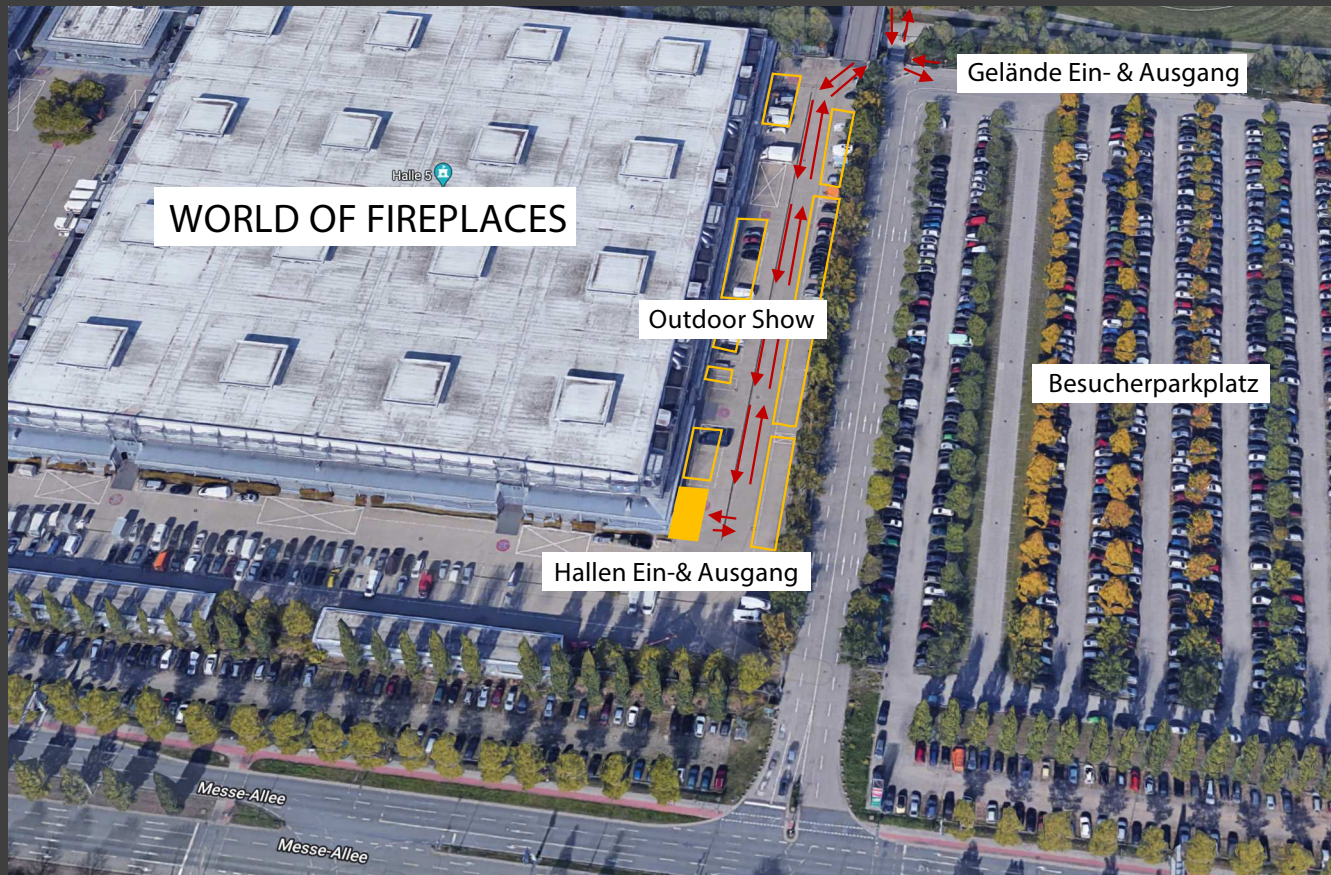 Gelände Ein- & Ausgang
Halle 5
WORLD OF FIREPLACES
Outdoor Show
Besucherparkplatz
Hallen Ein-& Ausgang
Messe-Allee
Messe-Allee